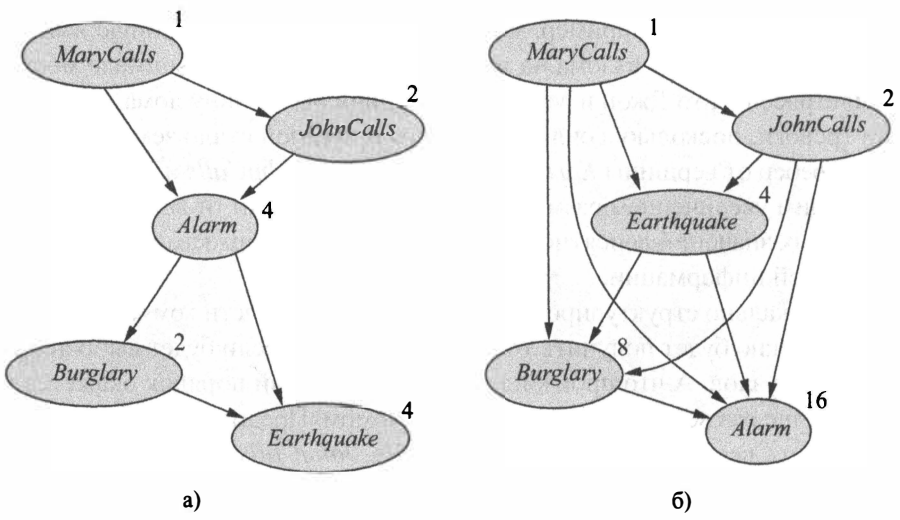 1
MaryCalls
2
JohnCalls
4
Alarm
2
Burglary
4
Earthquake
а)
1
MaryCalls
2
JohnCalls
4
Earthquake
8
Burglary
16
Alarm
б)